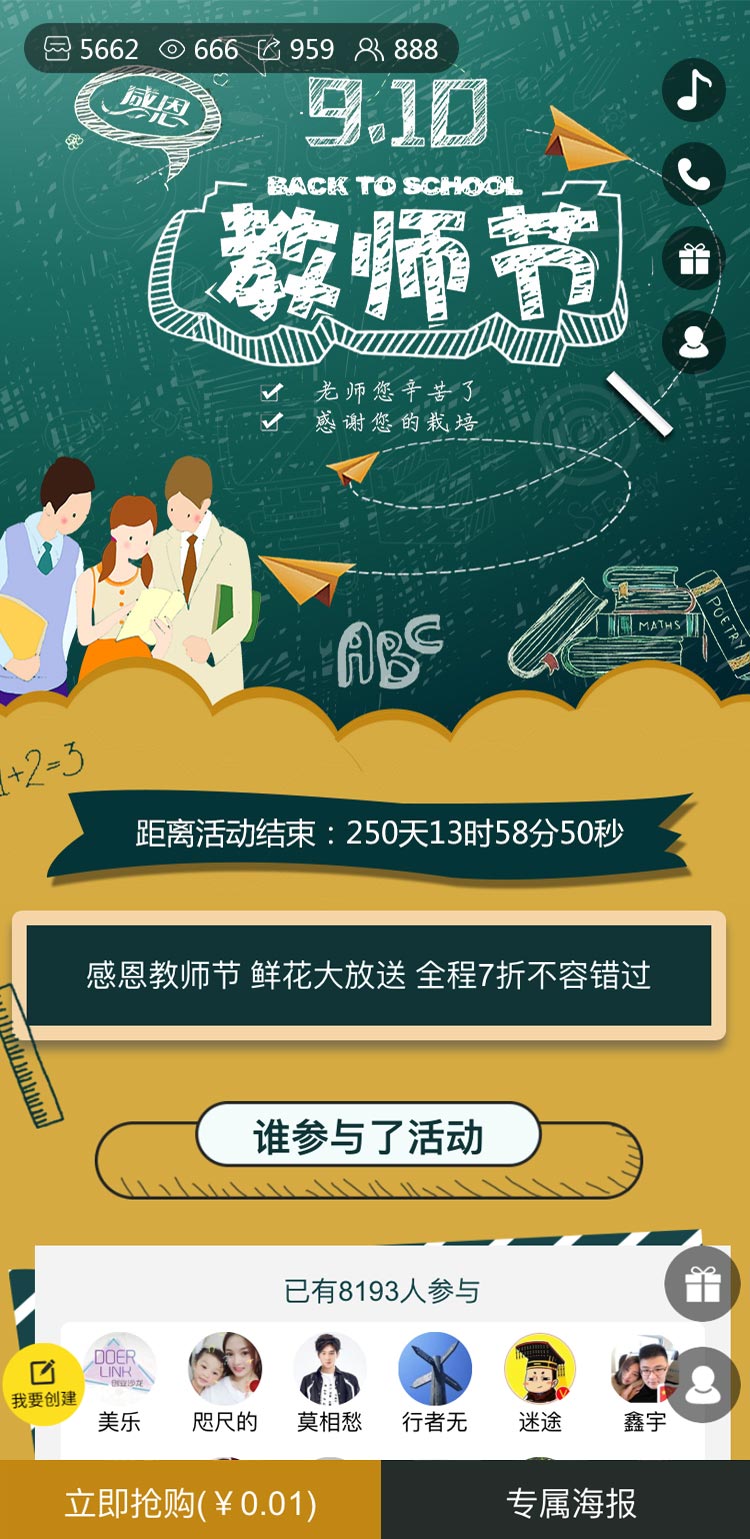 5662 666 959 888
感恩
9.10
BACK TO SCHOOL
教师节
老师您辛苦了
感谢您的栽培
ABC
MATHS
POETRY
1+2=3
距离活动结束：250天13时58分50秒
感恩教师节 鲜花大放送 全程7折不容错过
谁参与了活动
已有8193人参与
DOER
LINK
创业沙龙
我要创建
美乐 咫尺的 莫相愁 行者无 迷途 鑫宇
立即抢购(￥0.01) 专属海报